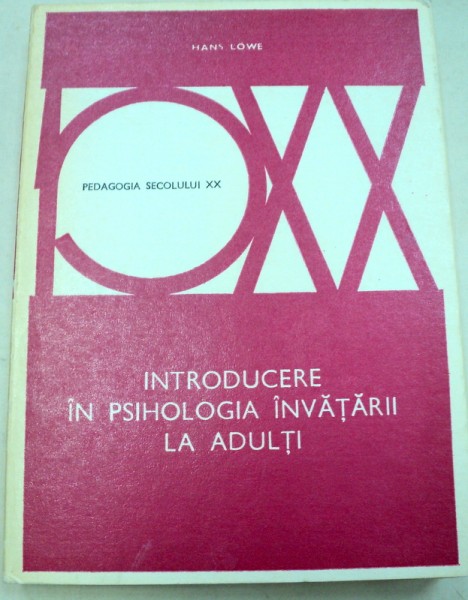 HANS LÖWE
PEDAGOGIA SECOLULUI XX
INTRODUCERE
ÎN PSIHOLOGIA ÎNVĂȚĂRII
LA ADULȚI